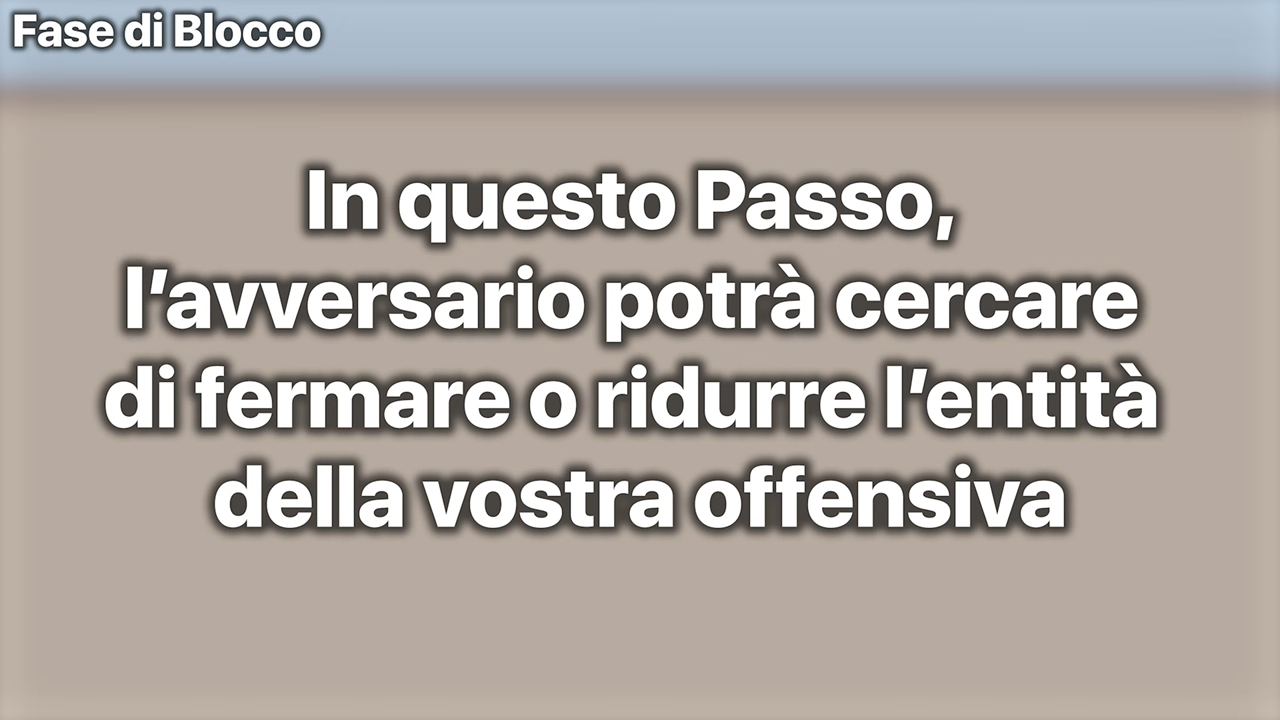 Fase di Blocco
In questo Passo,
l’avversario potrà cercare
di fermare o ridurre l’entità
della vostra offensiva